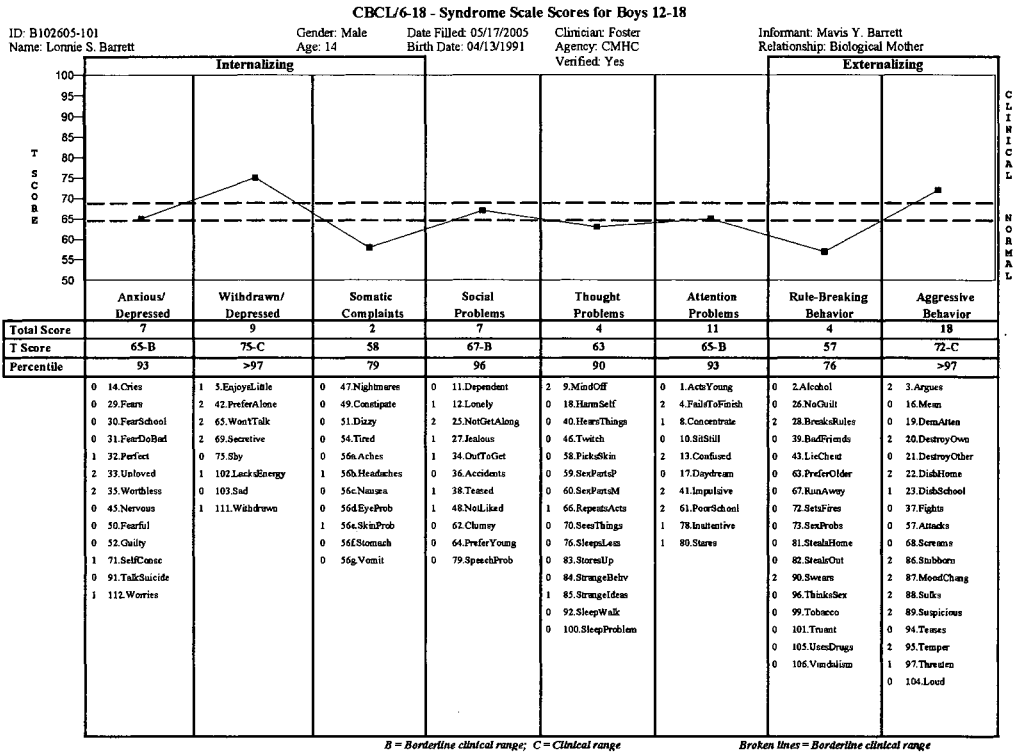 CBCL/6-18 - Syndrome Scale Scores for Boys 12-18
ID: B102605-101 Gender: Male Date Filled: 05/17/2005 Clinician: Foster Informant: Mavis Y. Barrett
Name: Lonnie S. Barrett Age: 14 Birth Date: 04/13/1991 Agency: CMHC Relationship: Biological Mother
Verified: Yes
Internalizing Externalizing
100
95
90
85
80
75
70
65
60
55
50
T SCORE
CLINICAL
NORMAL
Anxious/ Withdrawn/ Somatic Social Thought Attention Rule-Breaking Aggressive
Depressed Depressed Complaints Problems Problems Problems Behavior Behavior
Total Score 7 9 2 7 4 11 4 18
T Score 65-B 75-C 58 67-B 63 65-B 57 72-C
Percentile 93 >97 79 96 90 93 76 >97
0 14.Cries
0 29.Fears
0 30.FearSchool
0 31.FearDoBad
1 32.Perfect
2 33.Unloved
2 35.Worthless
0 45.Nervous
0 50.Fearful
0 52.Guilty
1 71.SelfConsc
0 91.TalkSuicide
1 112.Worries
1 5.EnjoysLittle
2 42.PreferAlone
2 65.Won'tTalk
2 69.Secretive
0 75.Shy
1 102.LacksEnergy
0 103.Sad
1 111.Withdrawn
0 47.Nightmares
0 49.Constipate
0 51.Dizzy
0 54.Tired
0 56a.Aches
1 56b.Headaches
0 56c.Nausea
0 56d.EyeProb
1 56e.SkinProb
0 56f.Stomach
0 56g.Vomit
0 11.Dependent
1 12.Lonely
2 25.NotGetAlong
1 27.Jealous
1 34.OutToGet
0 36.Accidents
1 38.Teased
1 48.NotLiked
0 62.Clumsy
0 64.PreferYoung
0 79.SpeechProb
2 9.MindOff
0 18.HarmSelf
0 40.HearsThings
0 46.Twitch
0 58.PicksSkin
0 59.SexPartsP
0 60.SexPartsM
1 66.RepeatsActs
0 70.SeesThings
0 76.SleepsLess
0 83.StoresUp
0 84.StrangeBehv
1 85.StrangeIdeas
0 92.SleepWalk
0 100.SleepProblem
0 1.ActsYoung
2 4.FailsToFinish
1 8.Concentrate
0 10.SitStill
2 13.Confused
0 17.Daydream
2 41.Impulsive
2 61.PoorSchool
1 78.Inattentive
1 80.Stares
0 2.Alcohol
0 26.NoGuilt
2 28.BreaksRules
0 39.BadFriends
0 43.LieCheat
0 63.PreferOlder
0 67.RunAway
0 72.SetsFires
0 73.SexProbs
0 81.StealsHome
0 82.StealsOut
2 90.Swears
0 96.ThinksSex
0 99.Tobacco
0 101.Truant
0 105.UsesDrugs
0 106.Vandalism
2 3.Argues
0 16.Mean
0 19.DemAtten
2 20.DestroyOwn
0 21.DestroyOther
2 22.DisbHome
1 23.DisbSchool
0 37.Fights
0 57.Attacks
0 68.Screams
2 86.Stubborn
2 87.MoodChang
2 88.Sulks
2 89.Suspicious
0 94.Teases
2 95.Temper
1 97.Threaten
0 104.Loud
B = Borderline clinical range; C = Clinical range Broken lines = Borderline clinical range